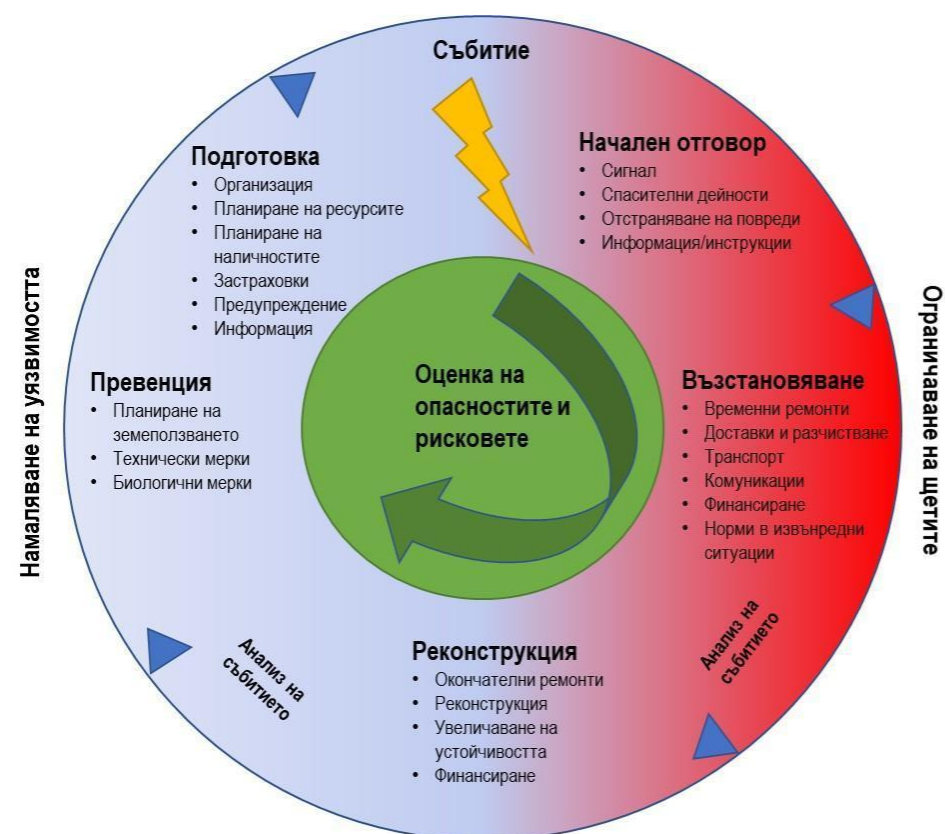 Събитие
Начален отговор
• Сигнал
• Спасителни дейности
• Отстраняване на повреди
• Информация/инструкции
Ограничаване на щетите
Възстановяване
• Временни ремонти
• Доставки и разчистване
• Транспорт
• Комуникации
• Финансиране
• Норми в извънредни
ситуации
Анализ на
събитието
Реконструкция
• Окончателни ремонти
• Реконструкция
• Увеличаване на
устойчивостта
• Финансиране
Анализ на
събитието
Намаляване на уязвимостта
Превенция
• Планиране на
земеползването
• Технически мерки
• Биологични мерки
Подготовка
• Организация
• Планиране на ресурсите
• Планиране на
наличностите
• Застраховки
• Предупреждение
• Информация
Оценка на
опасностите и
рисковете